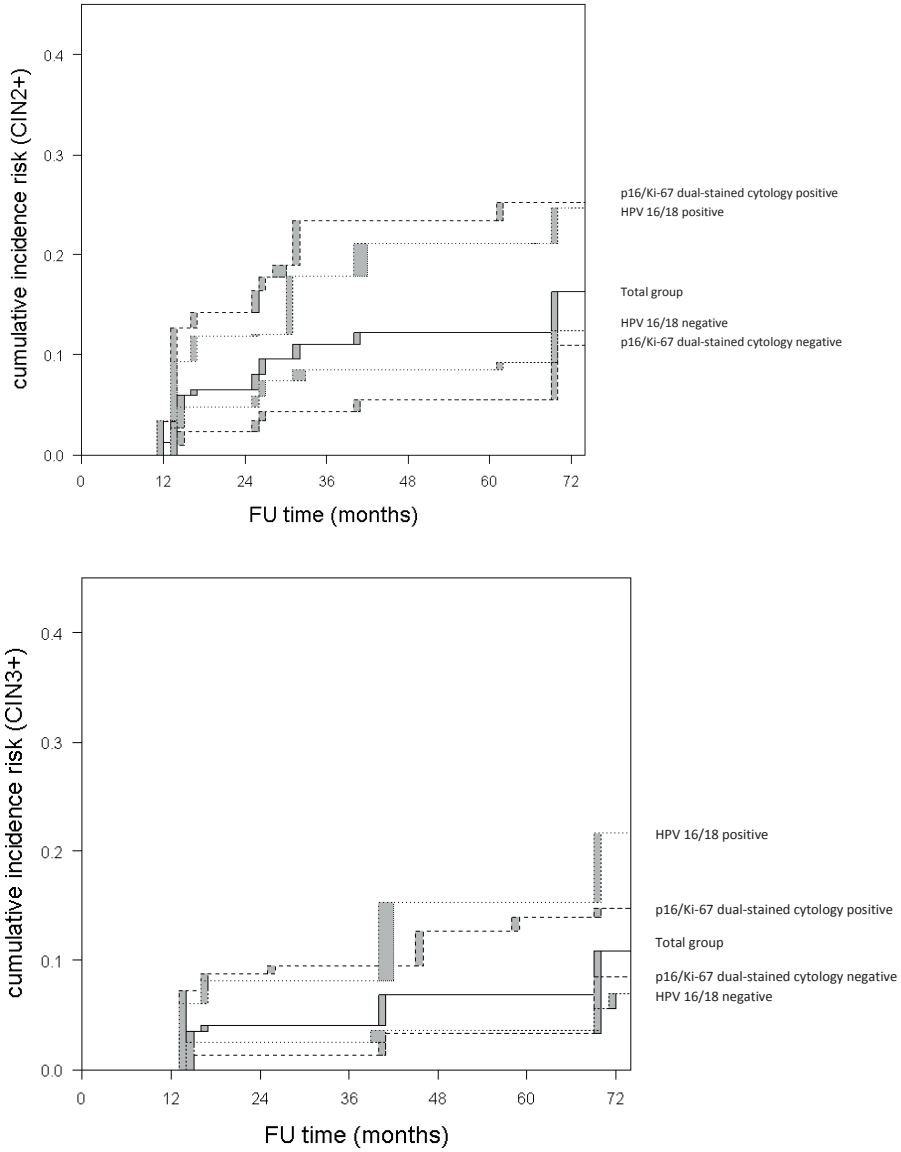 cumulative incidence risk (CIN2+)
0.4
0.3
0.2
0.1
0.0
0 12 24 36 48 60 72
FU time (months)
p16/Ki-67 dual-stained cytology positive
HPV 16/18 positive
Total group
HPV 16/18 negative
p16/Ki-67 dual-stained cytology negative
cumulative incidence risk (CIN3+)
0.4
0.3
0.2
0.1
0.0
0 12 24 36 48 60 72
FU time (months)
HPV 16/18 positive
p16/Ki-67 dual-stained cytology positive
Total group
p16/Ki-67 dual-stained cytology negative
HPV 16/18 negative